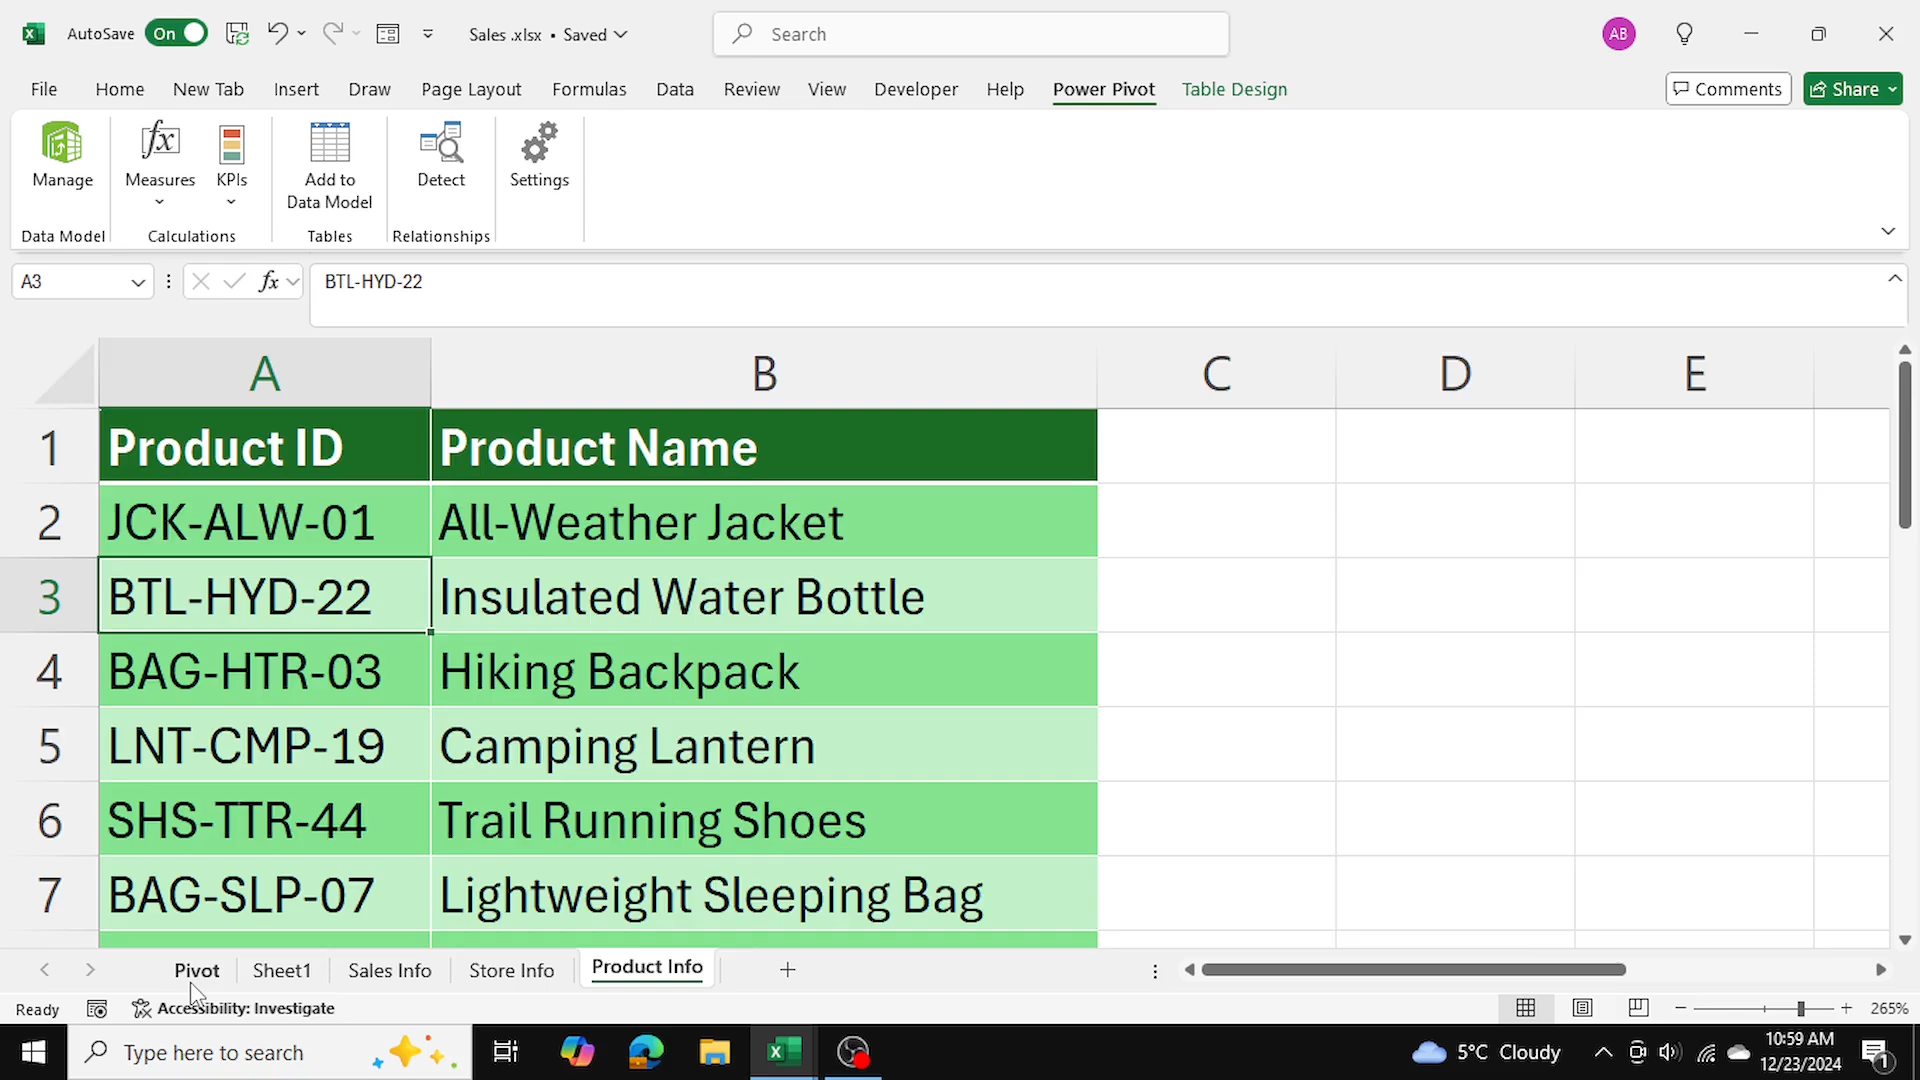 AutoSave On Sales .xlsx • Saved Search AB
File Home New Tab Insert Draw Page Layout Formulas Data Review View Developer Help Power Pivot Table Design Comments Share
Manage Measures KPIs Add to Data Model Detect Settings
Data Model Calculations Tables Relationships
A3 fx BTL-HYD-22
A B C D E
1 Product ID Product Name
2 JCK-ALW-01 All-Weather Jacket
3 BTL-HYD-22 Insulated Water Bottle
4 BAG-HTR-03 Hiking Backpack
5 LNT-CMP-19 Camping Lantern
6 SHS-TTR-44 Trail Running Shoes
7 BAG-SLP-07 Lightweight Sleeping Bag
Pivot Sheet1 Sales Info Store Info Product Info
Ready Accessibility: Investigate 265%
Type here to search 5°C Cloudy 10:59 AM
12/23/2024 1